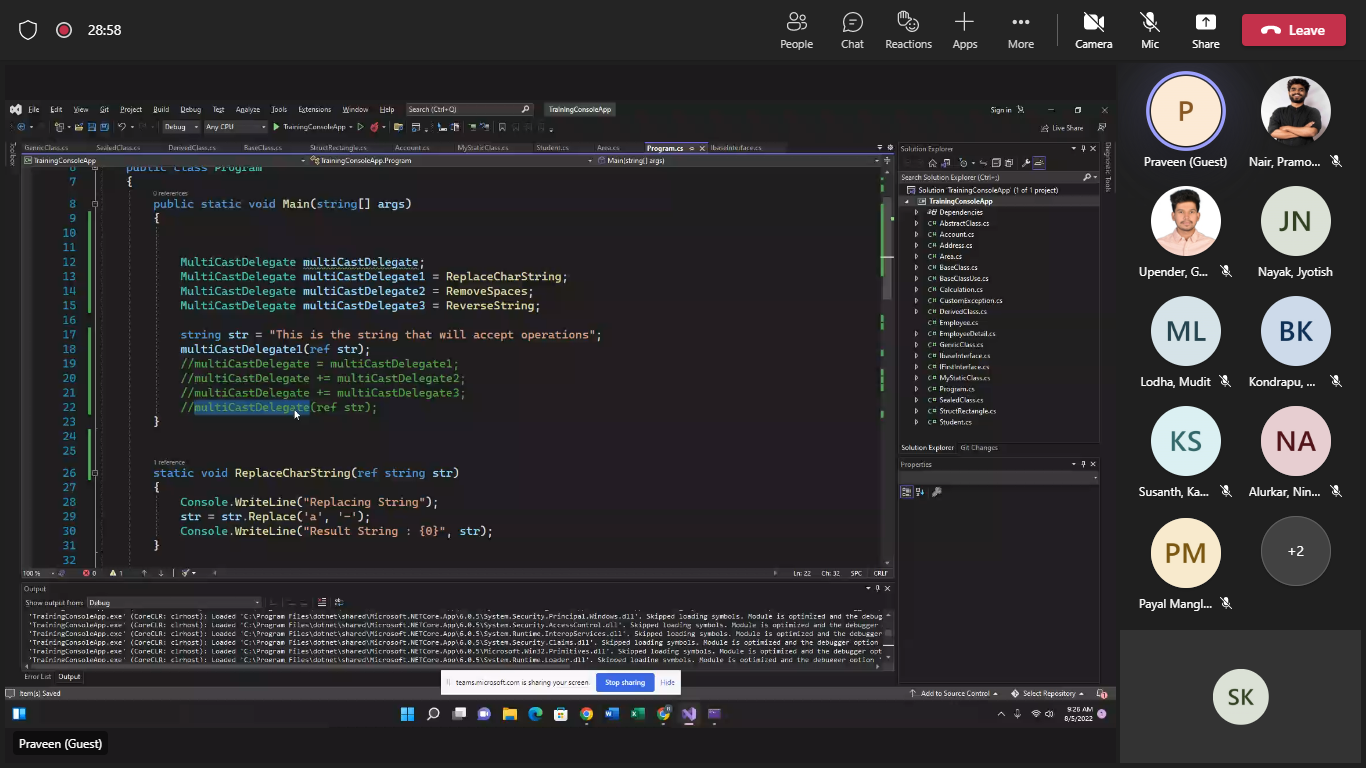 28:58
People
Chat
Reactions
Apps
More
Camera
Mic
Share
Leave
File Edit View Git Project Build Debug Test Analyze Tools Extensions Window Help Search (Ctrl+Q) TrainingConsoleApp Sign in
Debug Any CPU TrainingConsoleApp Live Share
GenricClass.cs SealedClass.cs DerivedClass.cs BaseClass.cs StructRectangle.cs Account.cs MyStaticClass.cs Student.cs Area.cs Program.cs IbaseInterface.cs
TrainingConsoleApp TrainingConsoleApp.Program Main(string[] args)
6 public class Program
7 {
0 references
8 public static void Main(string[] args)
9 {
10
11
12 MultiCastDelegate multiCastDelegate;
13 MultiCastDelegate multiCastDelegate1 = ReplaceCharString;
14 MultiCastDelegate multiCastDelegate2 = RemoveSpaces;
15 MultiCastDelegate multiCastDelegate3 = ReverseString;
16
17 string str = "This is the string that will accept operations";
18 multiCastDelegate1(ref str);
19 //multiCastDelegate = multiCastDelegate1;
20 //multiCastDelegate += multiCastDelegate2;
21 //multiCastDelegate += multiCastDelegate3;
22 //multiCastDelegate(ref str);
23 }
24
25
1 reference
26 static void ReplaceCharString(ref string str)
27 {
28 Console.WriteLine("Replacing String");
29 str = str.Replace('a', '-');
30 Console.WriteLine("Result String : {0}", str);
31 }
32
100 % 0 1 Ln: 22 Ch: 32 SPC CRLF
Output
Show output from: Debug
'TrainingConsoleApp.exe' (CoreCLR: clrhost): Loaded 'C:\Program Files\dotnet\shared\Microsoft.NETCore.App\6.0.5\System.Security.Principal.Windows.dll'. Skipped loading symbols. Module is optimized and the debug
'TrainingConsoleApp.exe' (CoreCLR: clrhost): Loaded 'C:\Program Files\dotnet\shared\Microsoft.NETCore.App\6.0.5\System.Security.AccessControl.dll'. Skipped loading symbols. Module is optimized and the debugger
'TrainingConsoleApp.exe' (CoreCLR: clrhost): Loaded 'C:\Program Files\dotnet\shared\Microsoft.NETCore.App\6.0.5\System.Runtime.InteropServices.dll'. Skipped loading symbols. Module is optimized and the debugger
'TrainingConsoleApp.exe' (CoreCLR: clrhost): Loaded 'C:\Program Files\dotnet\shared\Microsoft.NETCore.App\6.0.5\System.Security.Claims.dll'. Skipped loading symbols. Module is optimized and the debugger option
'TrainingConsoleApp.exe' (CoreCLR: clrhost): Loaded 'C:\Program Files\dotnet\shared\Microsoft.NETCore.App\6.0.5\Microsoft.Win32.Primitives.dll'. Skipped loading symbols. Module is optimized and the debugger
'TrainingConsoleApp.exe' (CoreCLR: clrhost): Loaded 'C:\Program Files\dotnet\shared\Microsoft.NETCore.App\6.0.5\System.Runtime.Loader.dll'. Skipped loading symbols. Module is optimized and the debugger option
Error List Output
Item(s) Saved
Add to Source Control Select Repository
teams.microsoft.com is sharing your screen. Stop sharing Hide
Toolbox
Diagnostic Tools
Solution Explorer
Search Solution Explorer (Ctrl+;)
Solution 'TrainingConsoleApp' (1 of 1 project)
TrainingConsoleApp
Dependencies
AbstractClass.cs
Account.cs
Address.cs
Area.cs
BaseClass.cs
BaseClassUse.cs
Calculation.cs
CustomException.cs
DerivedClass.cs
Employee.cs
EmployeeDetail.cs
GenricClass.cs
IbaseInterface.cs
IFirstInterface.cs
MyStaticClass.cs
Program.cs
SealedClass.cs
StructRectangle.cs
Student.cs
Solution Explorer Git Changes
Properties
9:26 AM
8/5/2022
Praveen (Guest)
P
Praveen (Guest)
Nair, Pramo...
Upender, G...
JN
Nayak, Jyotish
ML
Lodha, Mudit
BK
Kondrapu, ...
KS
Susanth, Ka...
NA
Alurkar, Nin...
PM
Payal Mangl...
+2
SK